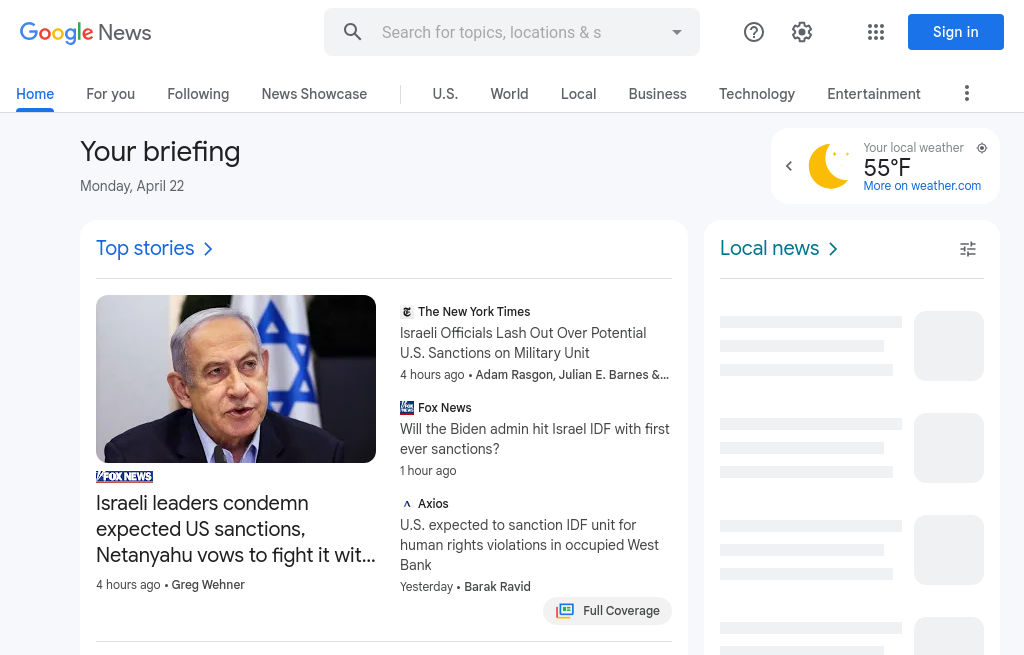 Google News
Search for topics, locations & s
Sign in
Home
For you
Following
News Showcase
U.S.
World
Local
Business
Technology
Entertainment
Your briefing
Monday, April 22
Your local weather
55°F
More on weather.com
Top stories
FOX NEWS
Israeli leaders condemn
expected US sanctions,
Netanyahu vows to fight it wit...
4 hours ago • Greg Wehner
The New York Times
Israeli Officials Lash Out Over Potential
U.S. Sanctions on Military Unit
4 hours ago • Adam Rasgon, Julian E. Barnes &...
Fox News
Will the Biden admin hit Israel IDF with first
ever sanctions?
1 hour ago
Axios
U.S. expected to sanction IDF unit for
human rights violations in occupied West
Bank
Yesterday • Barak Ravid
Full Coverage
Local news